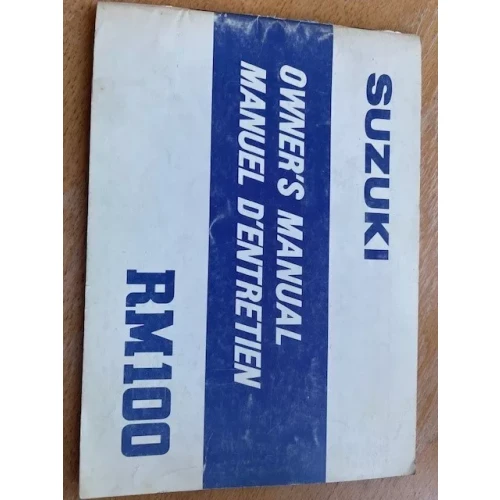 SUZUKI
OWNER'S MANUAL
MANUEL D'ENTRETIEN
RM100